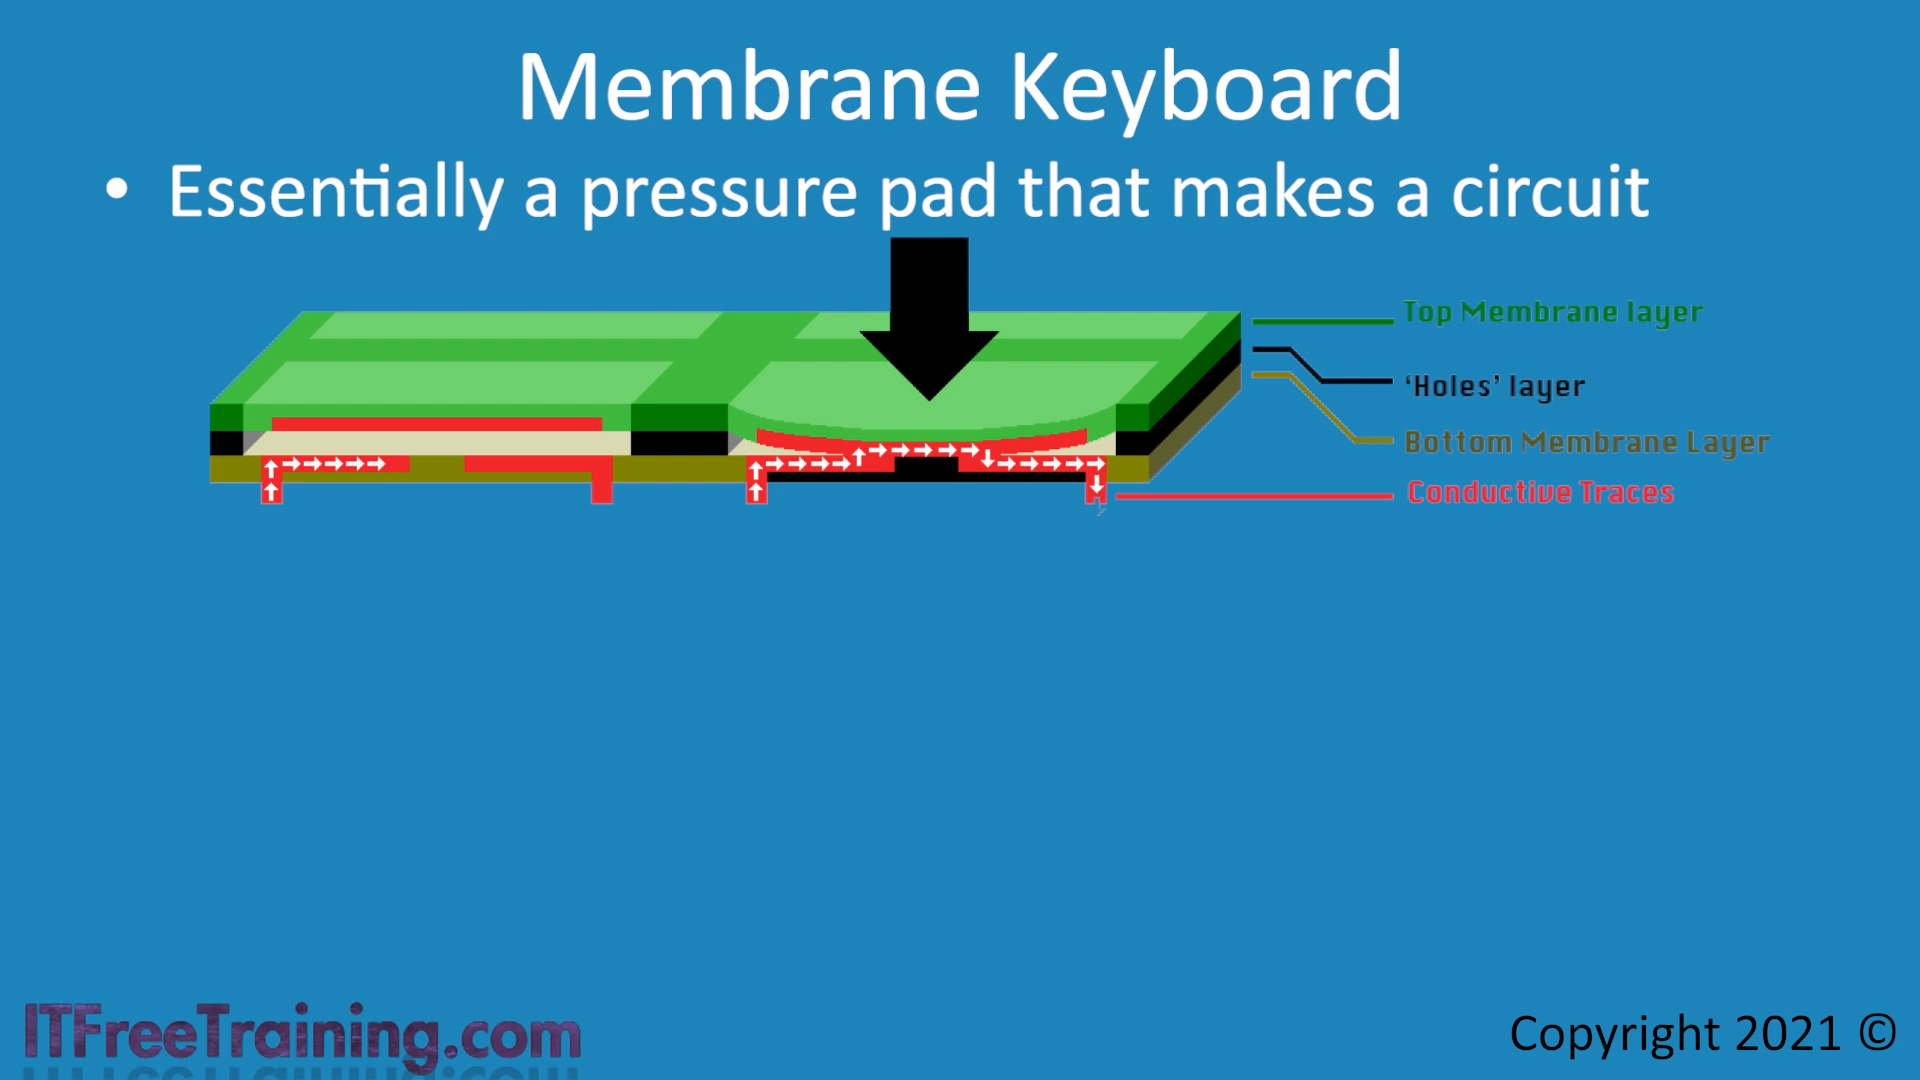 Membrane Keyboard
• Essentially a pressure pad that makes a circuit
Top Membrane layer
‘Holes’ layer
Bottom Membrane Layer
Conductive Traces
ITFreeTraining.com
Copyright 2021 ©